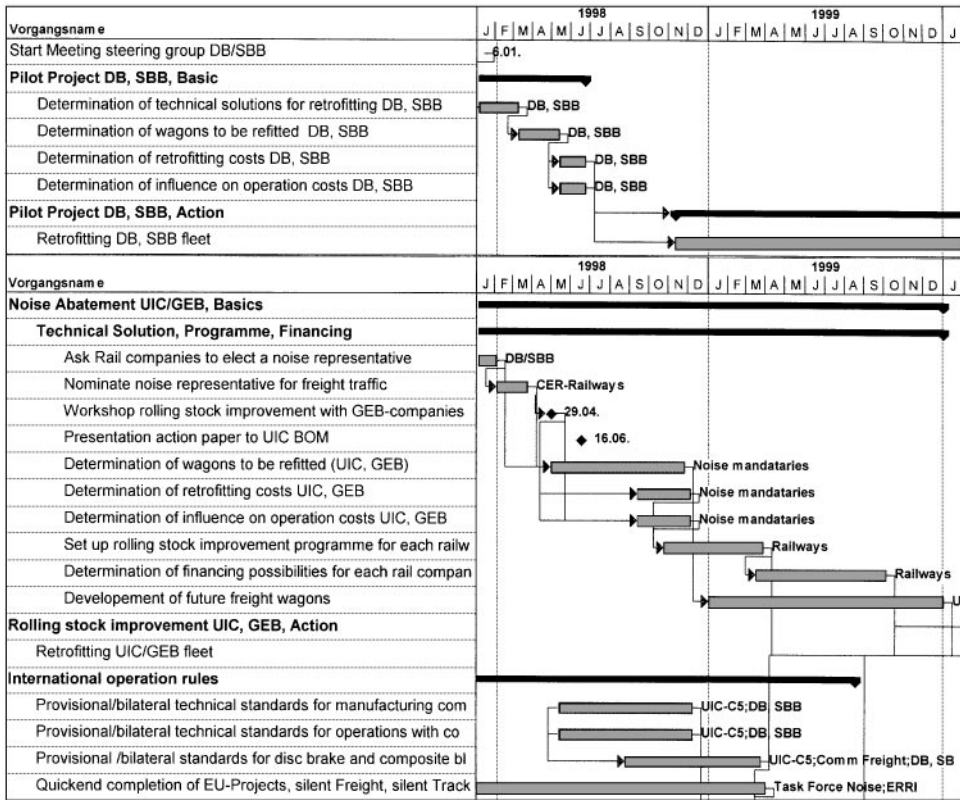 1998 1999
Vorgangsname J F M A M J J A S O N D J F M A M J J A S O N D J
Start Meeting steering group DB/SBB 6.01.
Pilot Project DB, SBB, Basic
Determination of technical solutions for retrofitting DB, SBB DB, SBB
Determination of wagons to be refitted DB, SBB DB, SBB
Determination of retrofitting costs DB, SBB DB, SBB
Determination of influence on operation costs DB, SBB DB, SBB
Pilot Project DB, SBB, Action
Retrofitting DB, SBB fleet
1998 1999
Vorgangsname J F M A M J J A S O N D J F M A M J J A S O N D J
Noise Abatement UIC/GEB, Basics
Technical Solution, Programme, Financing
Ask Rail companies to elect a noise representative DB/SBB
Nominate noise representative for freight traffic CER-Railways
Workshop rolling stock improvement with GEB-companies 29.04.
Presentation action paper to UIC BOM 16.06.
Determination of wagons to be refitted (UIC, GEB) Noise mandataries
Determination of retrofitting costs UIC, GEB Noise mandataries
Determination of influence on operation costs UIC, GEB Noise mandataries
Set up rolling stock improvement programme for each railw Railways
Determination of financing possibilities for each rail compan Railways
Developement of future freight wagons U
Rolling stock improvement UIC, GEB, Action
Retrofitting UIC/GEB fleet
International operation rules
Provisional/bilateral technical standards for manufacturing com UIC-C5;DB, SBB
Provisional/bilateral technical standards for operations with co UIC-C5;DB, SBB
Provisional /bilateral standards for disc brake and composite bl UIC-C5;Comm Freight;DB, SB
Quickend completion of EU-Projects, silent Freight, silent Track Task Force Noise;ERRI